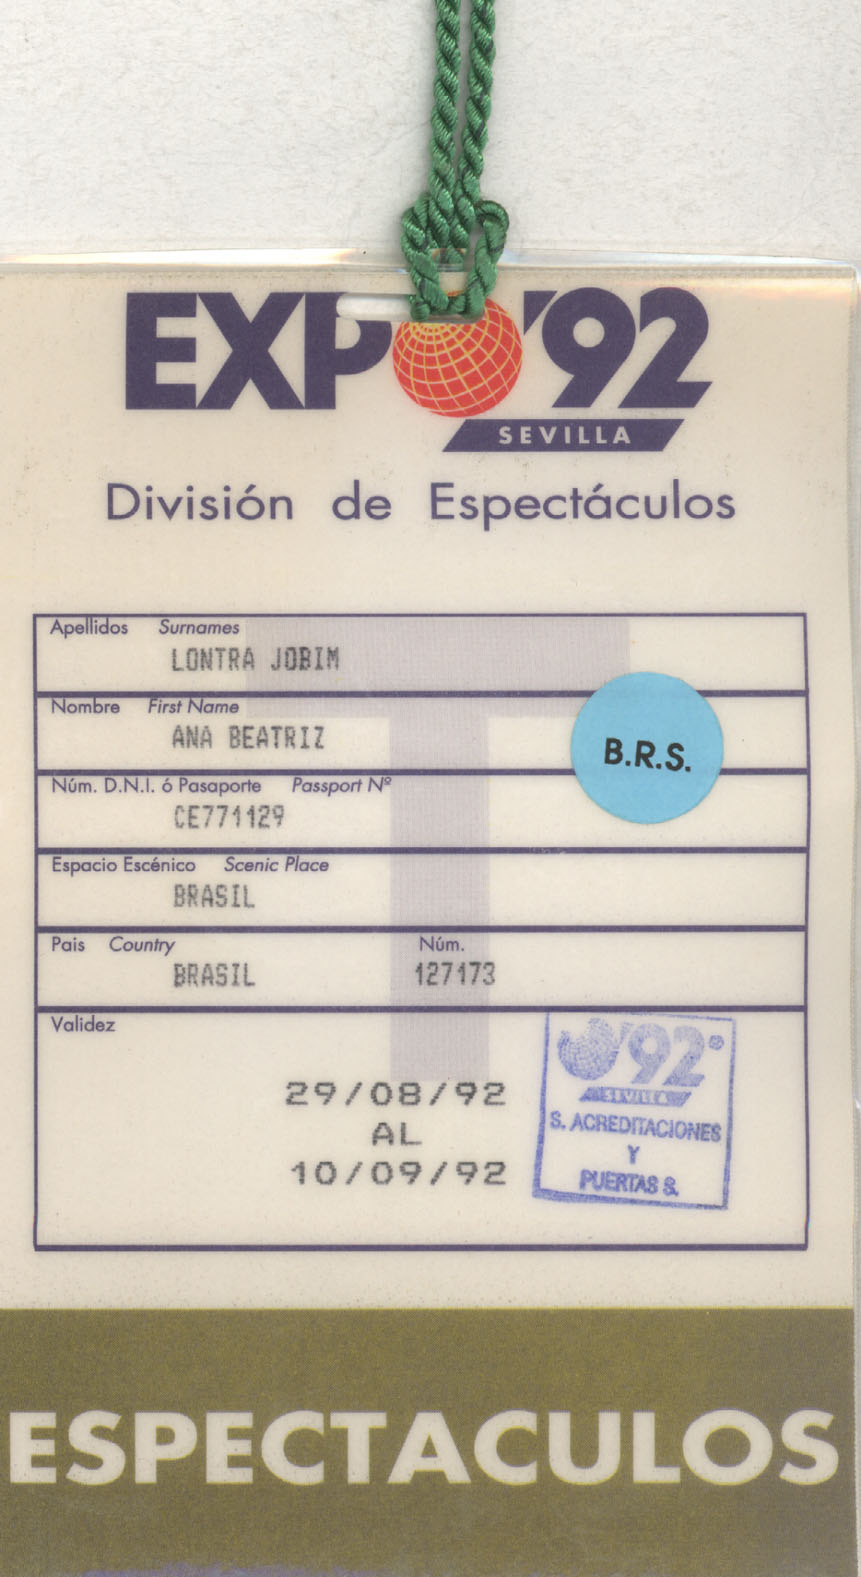 EXPO'92
SEVILLA
División de Espectáculos
Apellidos Surnames
LONTRA JOBIM
Nombre First Name
ANA BEATRIZ
B.R.S.
Núm. D.N.I. ó Pasaporte Passport Nº
CE771129
Espacio Escénico Scenic Place
BRASIL
Pais Country Núm.
BRASIL 127173
Validez
29/08/92
AL
10/09/92
'92
SEVILLA
S. ACREDITACIONES
Y
PUERTAS S.
ESPECTACULOS